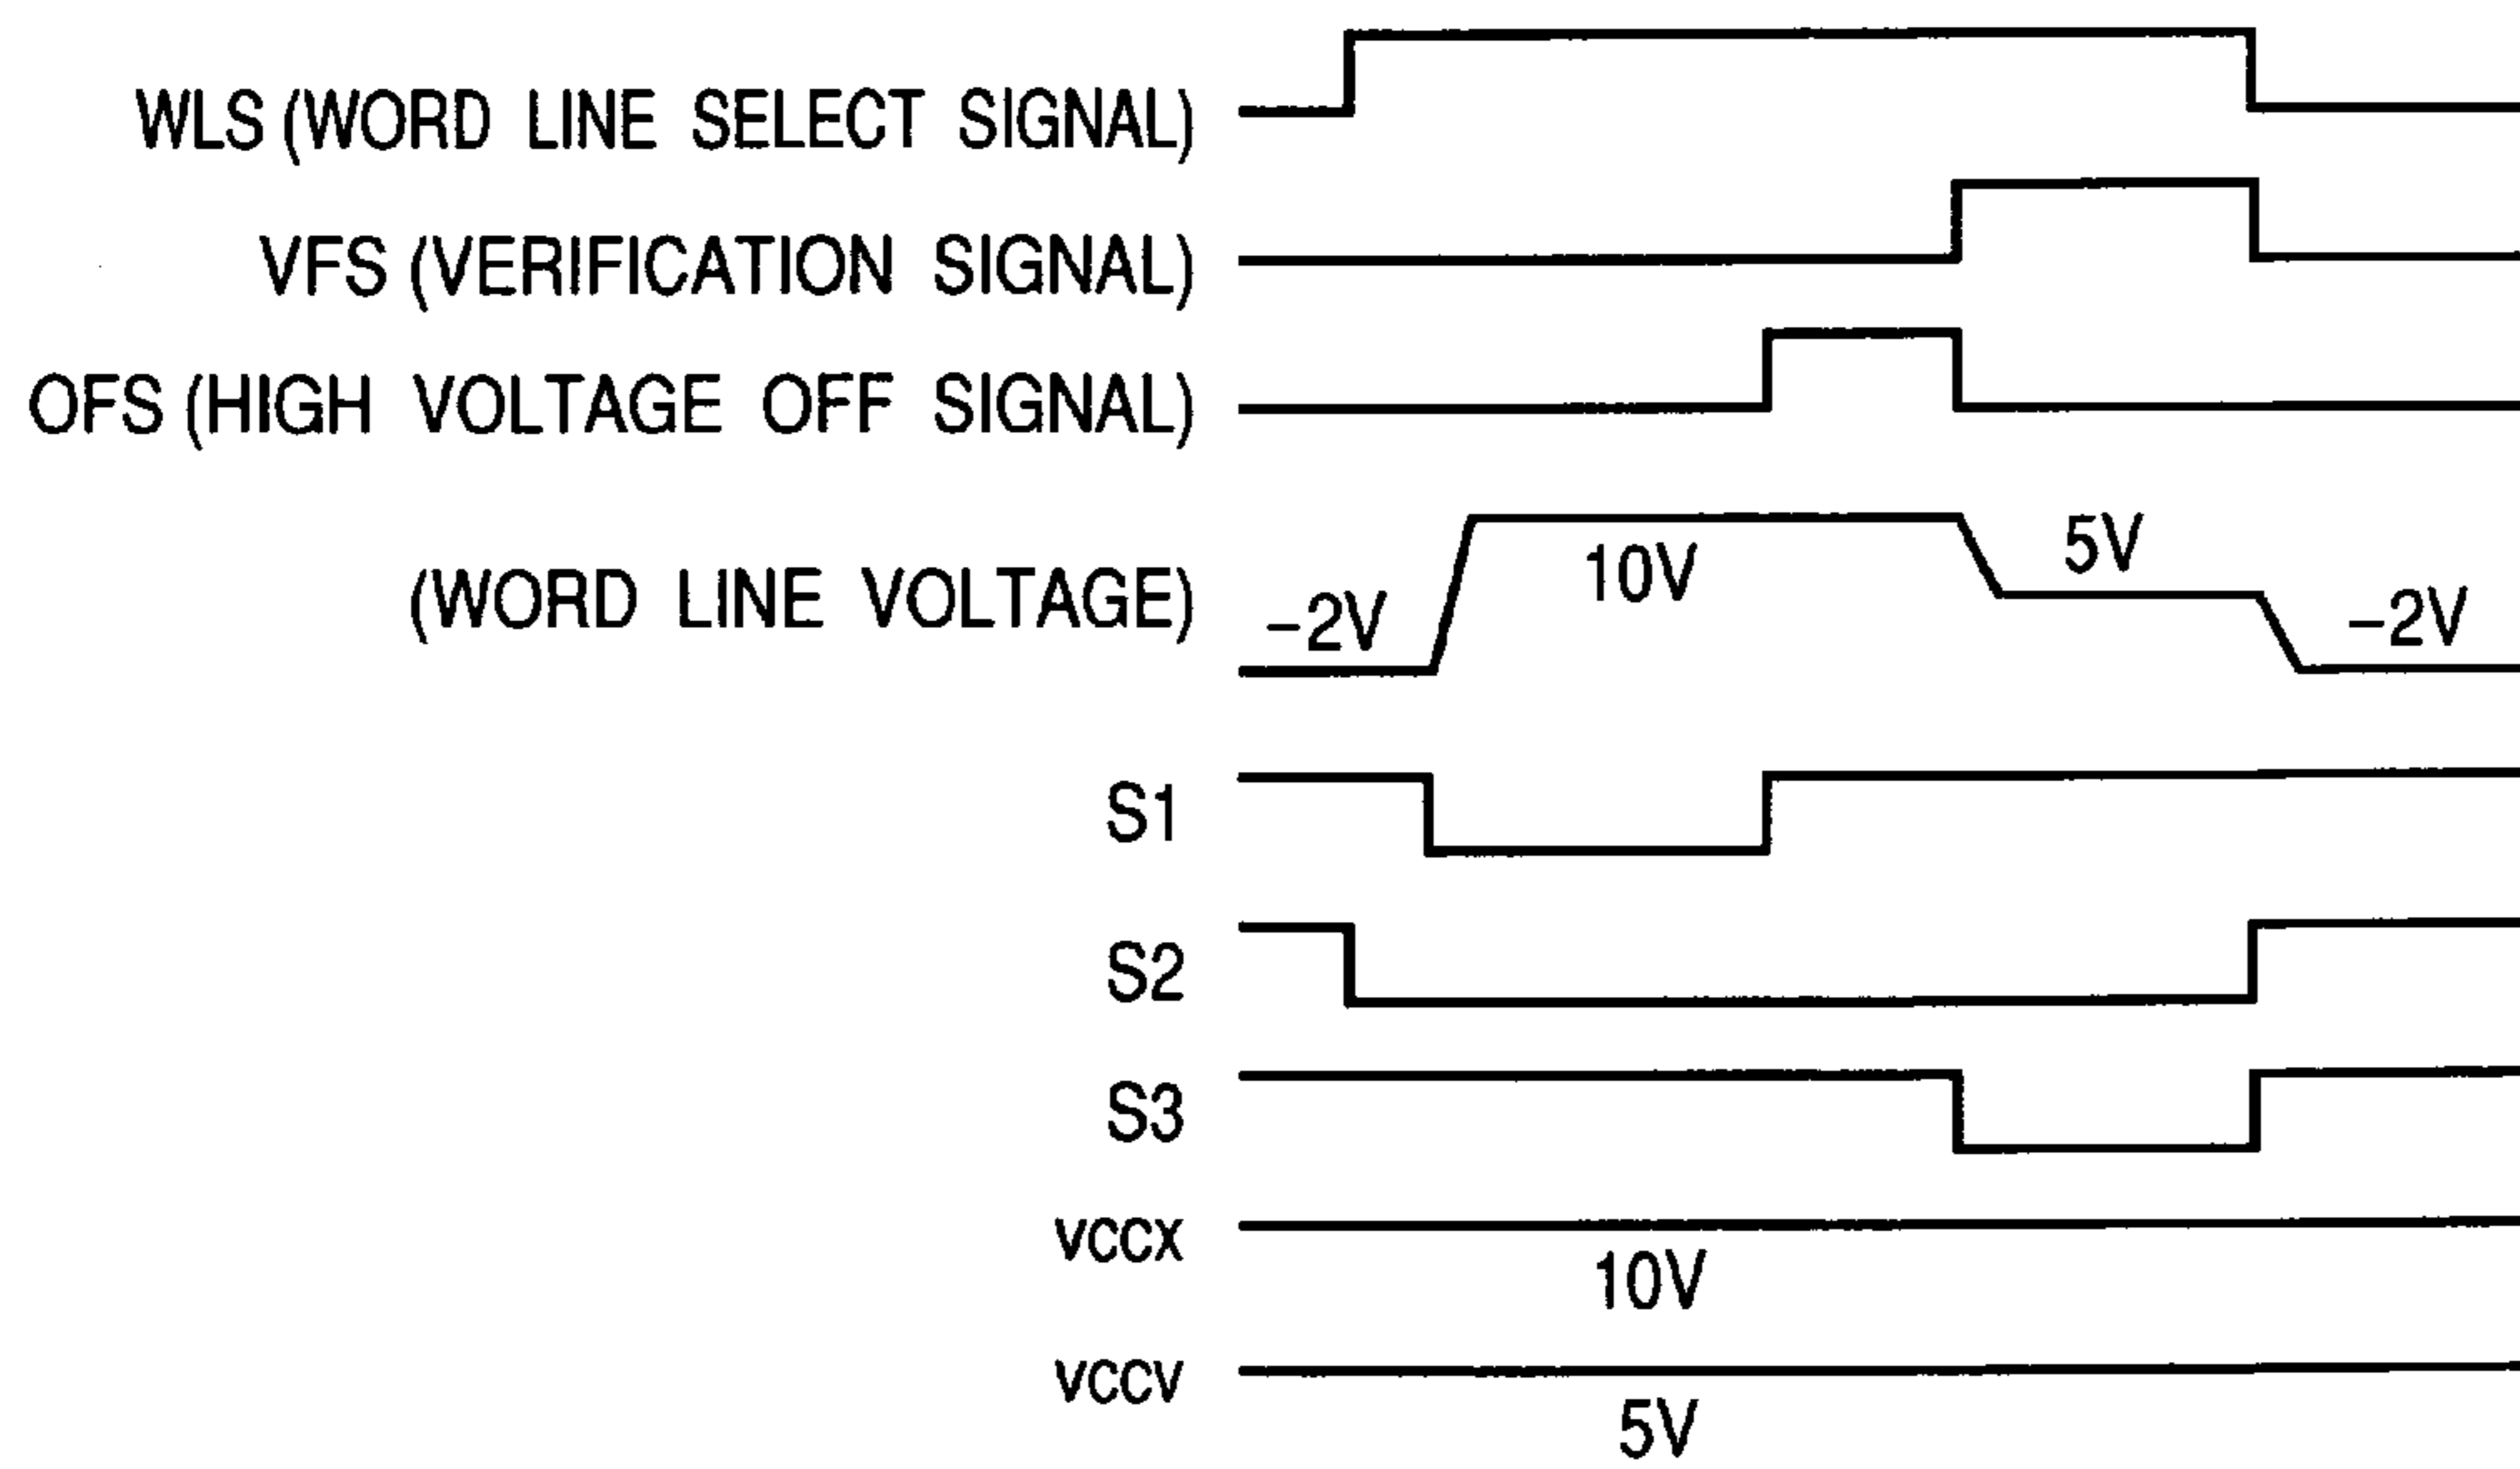 WLS (WORD LINE SELECT SIGNAL)
VFS (VERIFICATION SIGNAL)
OFS (HIGH VOLTAGE OFF SIGNAL)
(WORD LINE VOLTAGE)
-2V
10V
5V
-2V
S1
S2
S3
VCCX
10V
VCCV
5V